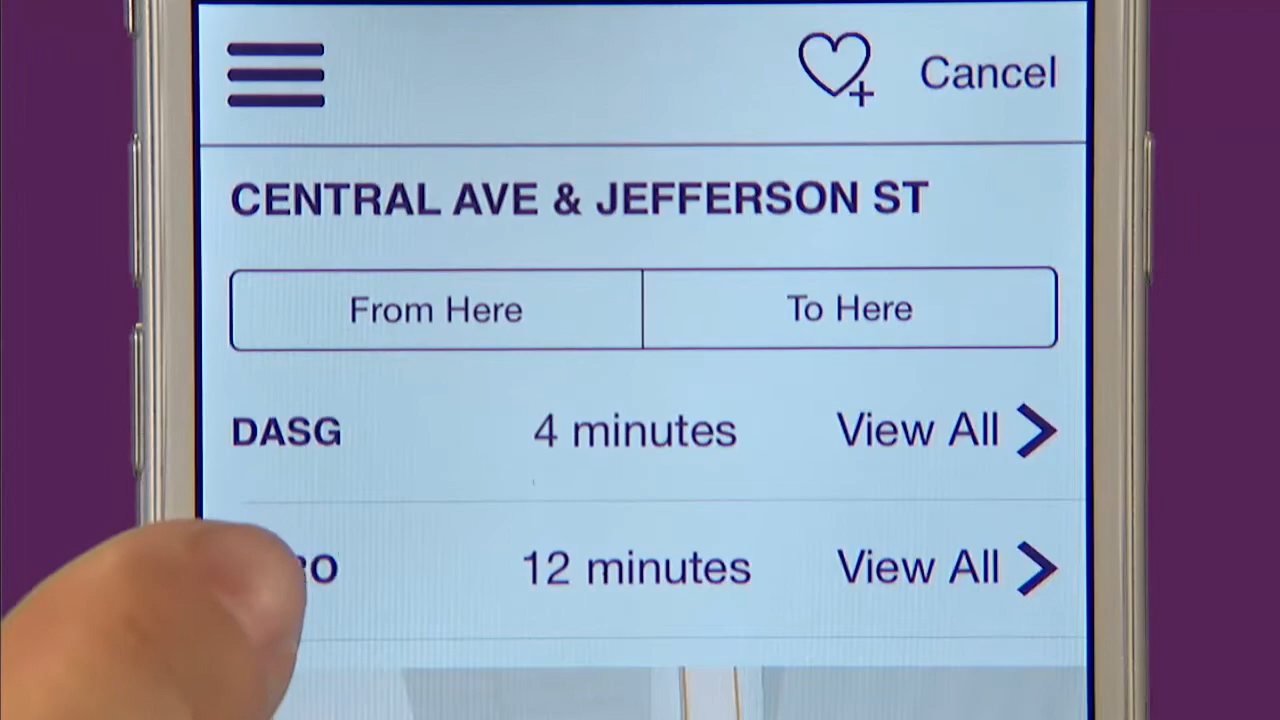 Cancel
CENTRAL AVE & JEFFERSON ST
From Here To Here
DASG 4 minutes View All
12 minutes View All